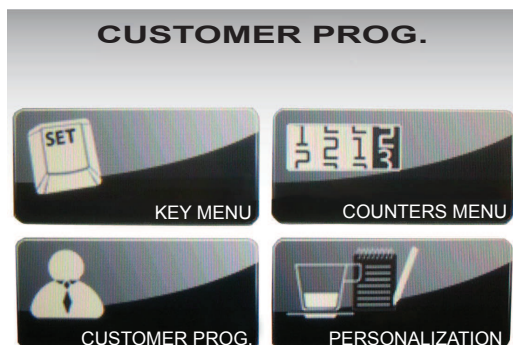 CUSTOMER PROG.
SET
KEY MENU
COUNTERS MENU
CUSTOMER PROG.
PERSONALIZATION